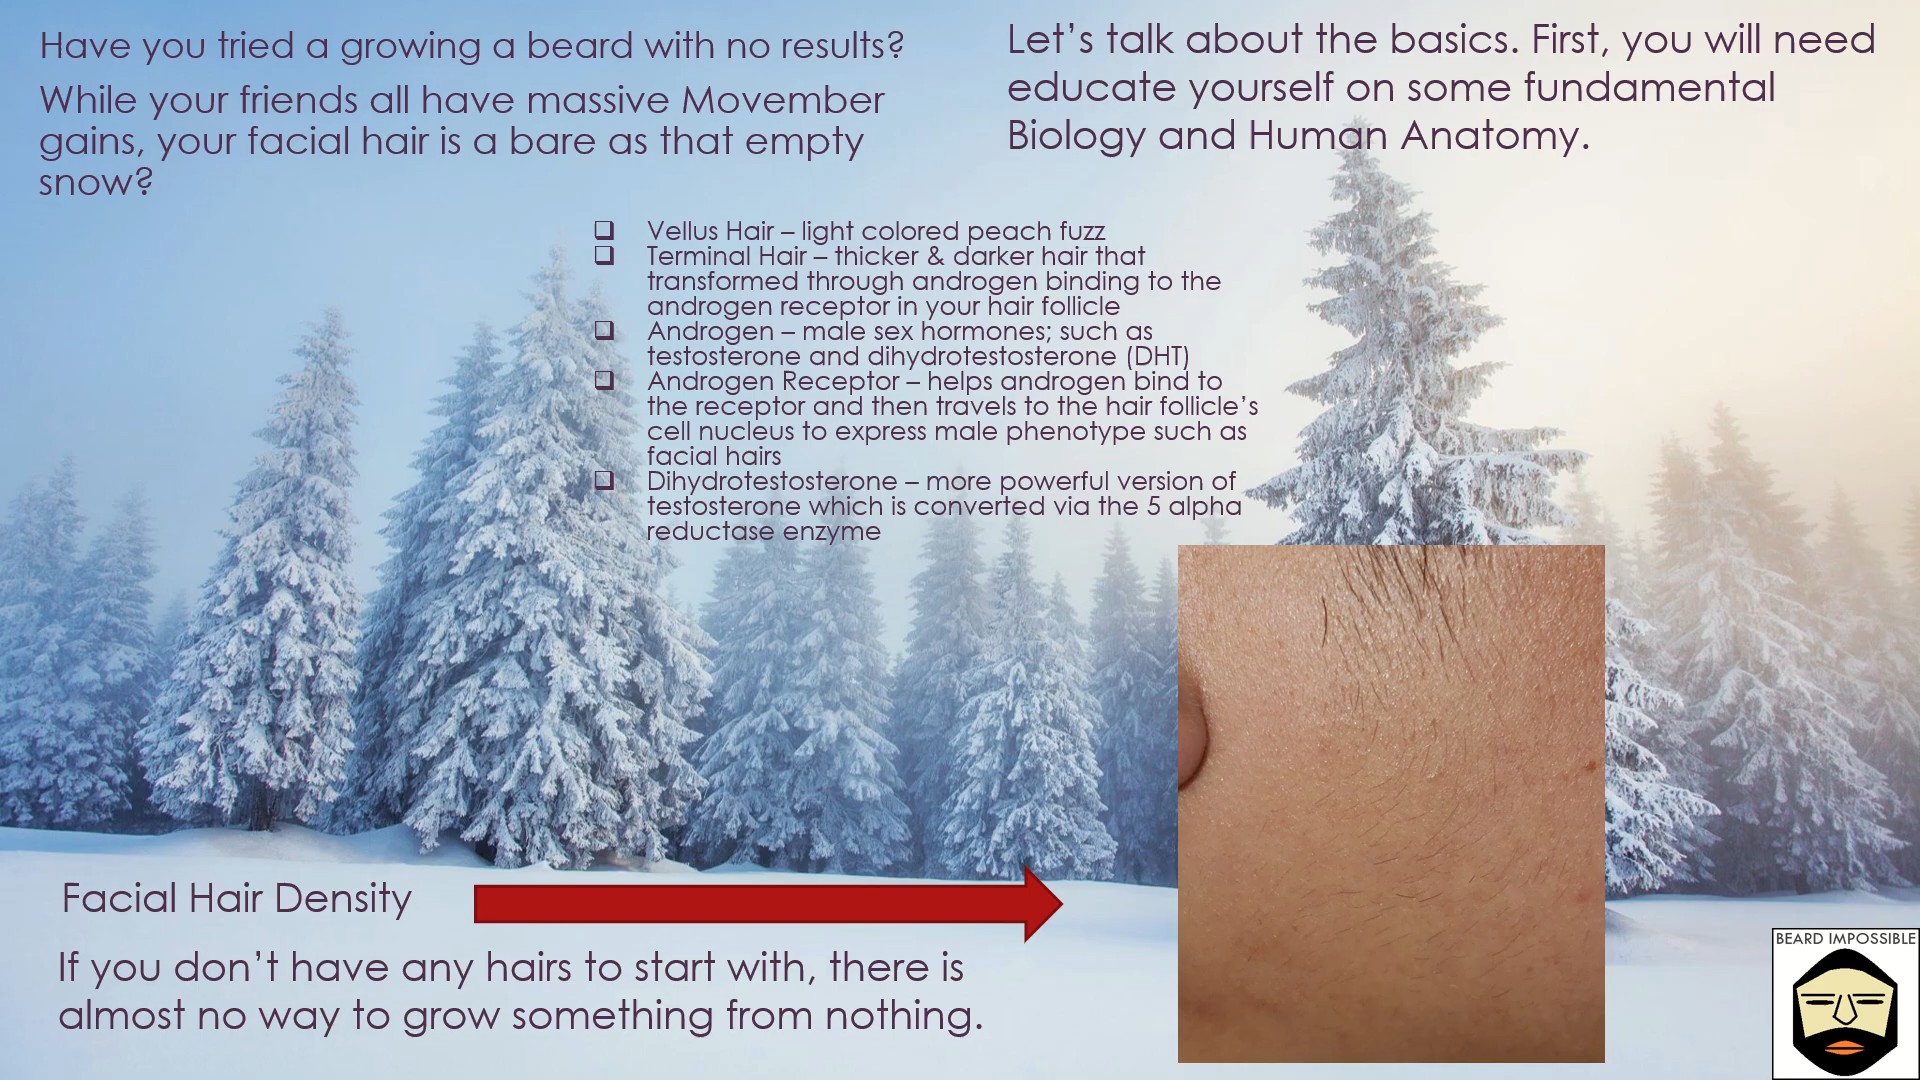 Have you tried a growing a beard with no results?
While your friends all have massive Movember
gains, your facial hair is a bare as that empty
snow?
Let's talk about the basics. First, you will need
educate yourself on some fundamental
Biology and Human Anatomy.
❑ Vellus Hair – light colored peach fuzz
❑ Terminal Hair – thicker & darker hair that
transformed through androgen binding to the
androgen receptor in your hair follicle
❑ Androgen – male sex hormones; such as
testosterone and dihydrotestosterone (DHT)
❑ Androgen Receptor – helps androgen bind to
the receptor and then travels to the hair follicle's
cell nucleus to express male phenotype such as
facial hairs
❑ Dihydrotestosterone – more powerful version of
testosterone which is converted via the 5 alpha
reductase enzyme
Facial Hair Density
If you don't have any hairs to start with, there is
almost no way to grow something from nothing.
BEARD IMPOSSIBLE